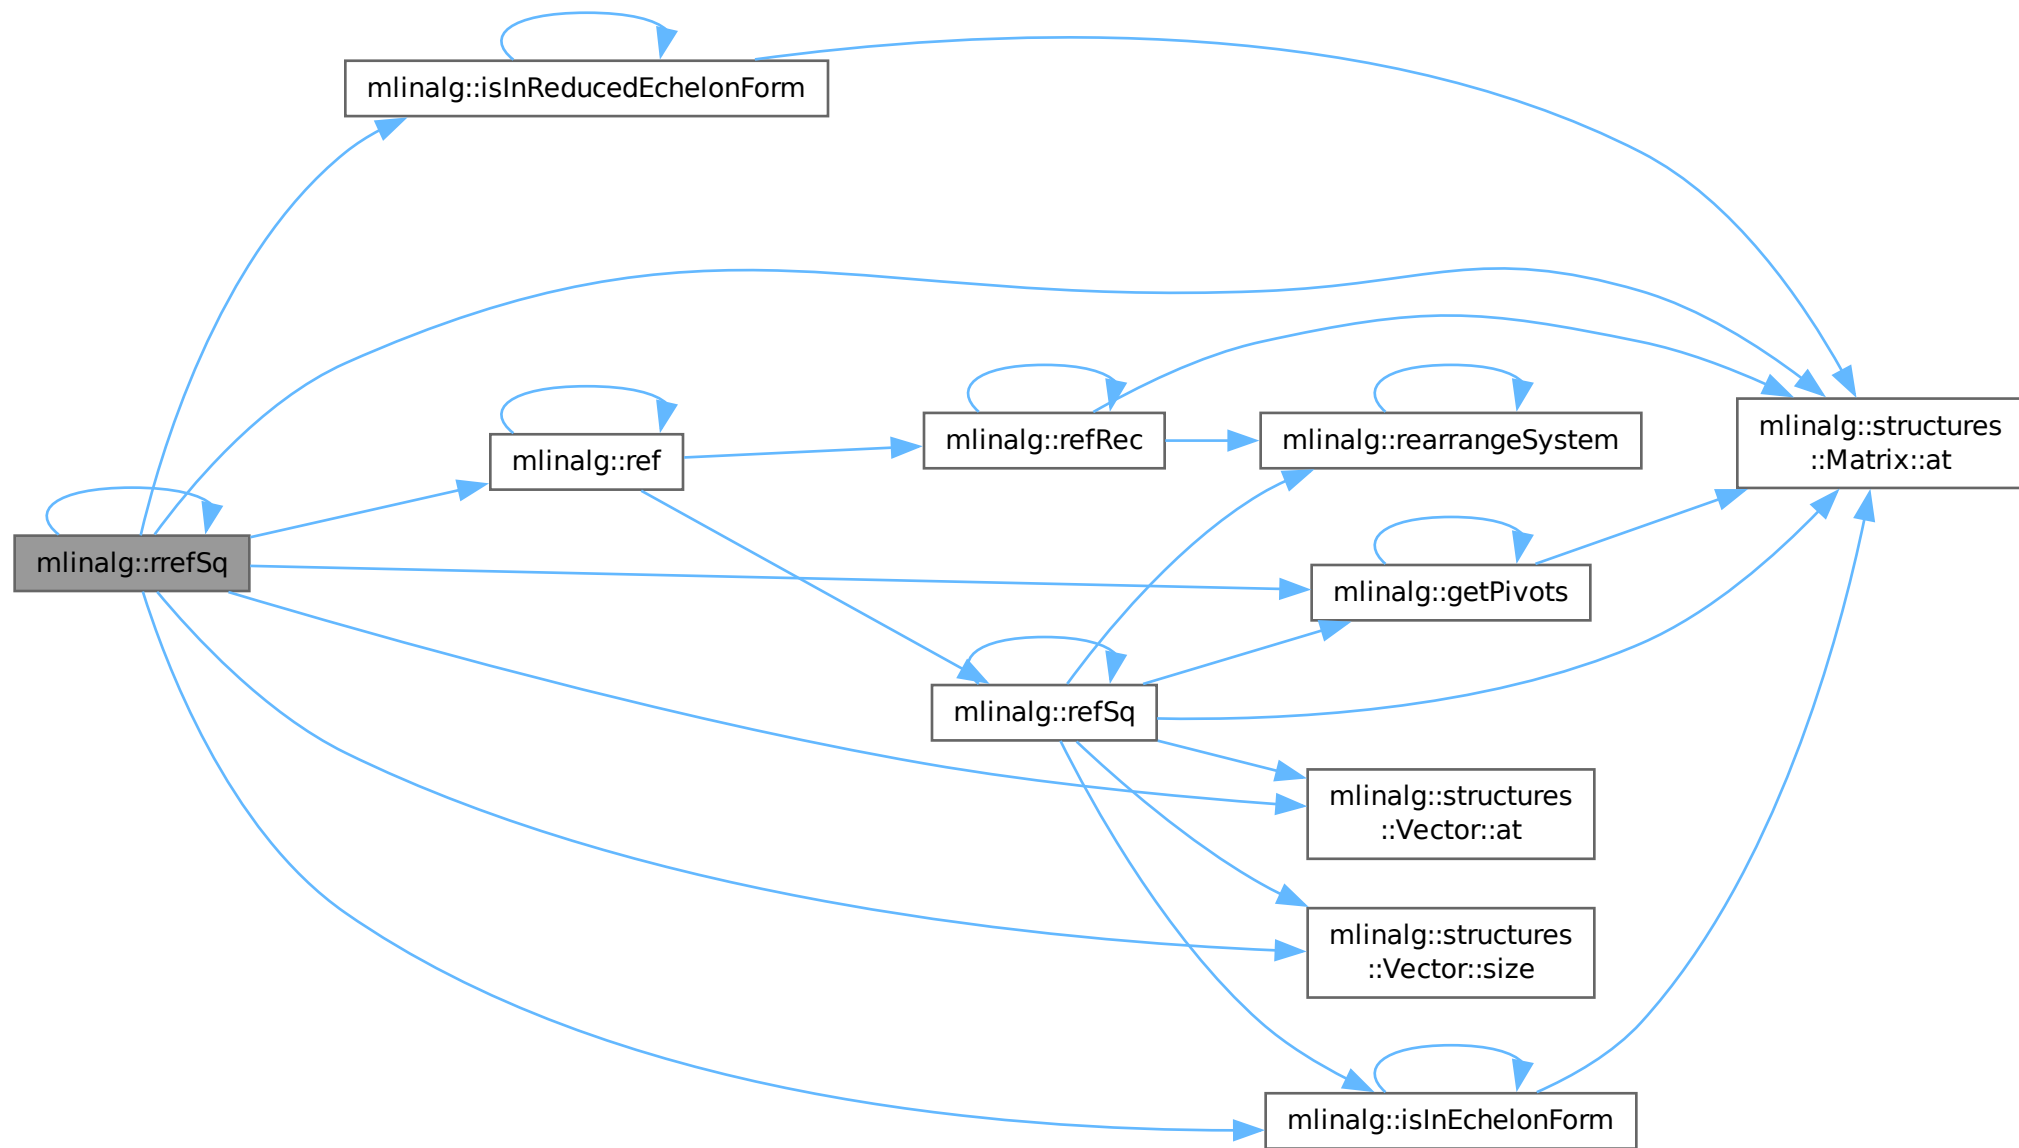 mlinalg::isInReducedEchelonForm
mlinalg::structures
::Matrix::at
mlinalg::refRec
mlinalg::rearrangeSystem
mlinalg::ref
mlinalg::rrefSq
mlinalg::getPivots
mlinalg::refSq
mlinalg::structures
::Vector::at
mlinalg::structures
::Vector::size
mlinalg::isInEchelonForm